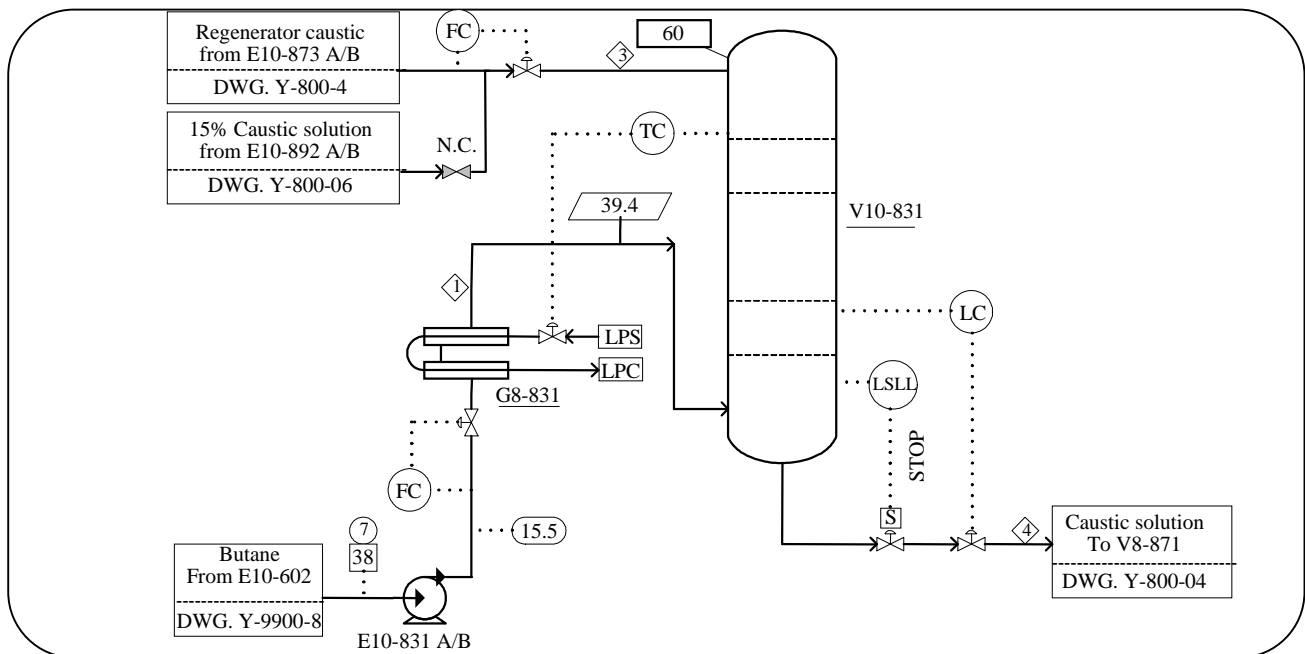 Regenerator caustic
from E10-873 A/B
DWG. Y-800-4
FC
60
3
15% Caustic solution
from E10-892 A/B
DWG. Y-800-06
N.C.
TC
39.4
V10-831
1
LC
LPS
LPC
G8-831
LSLL
STOP
FC
S
15.5
7
38
4
Butane
From E10-602
DWG. Y-9900-8
E10-831 A/B
Caustic solution
To V8-871
DWG. Y-800-04